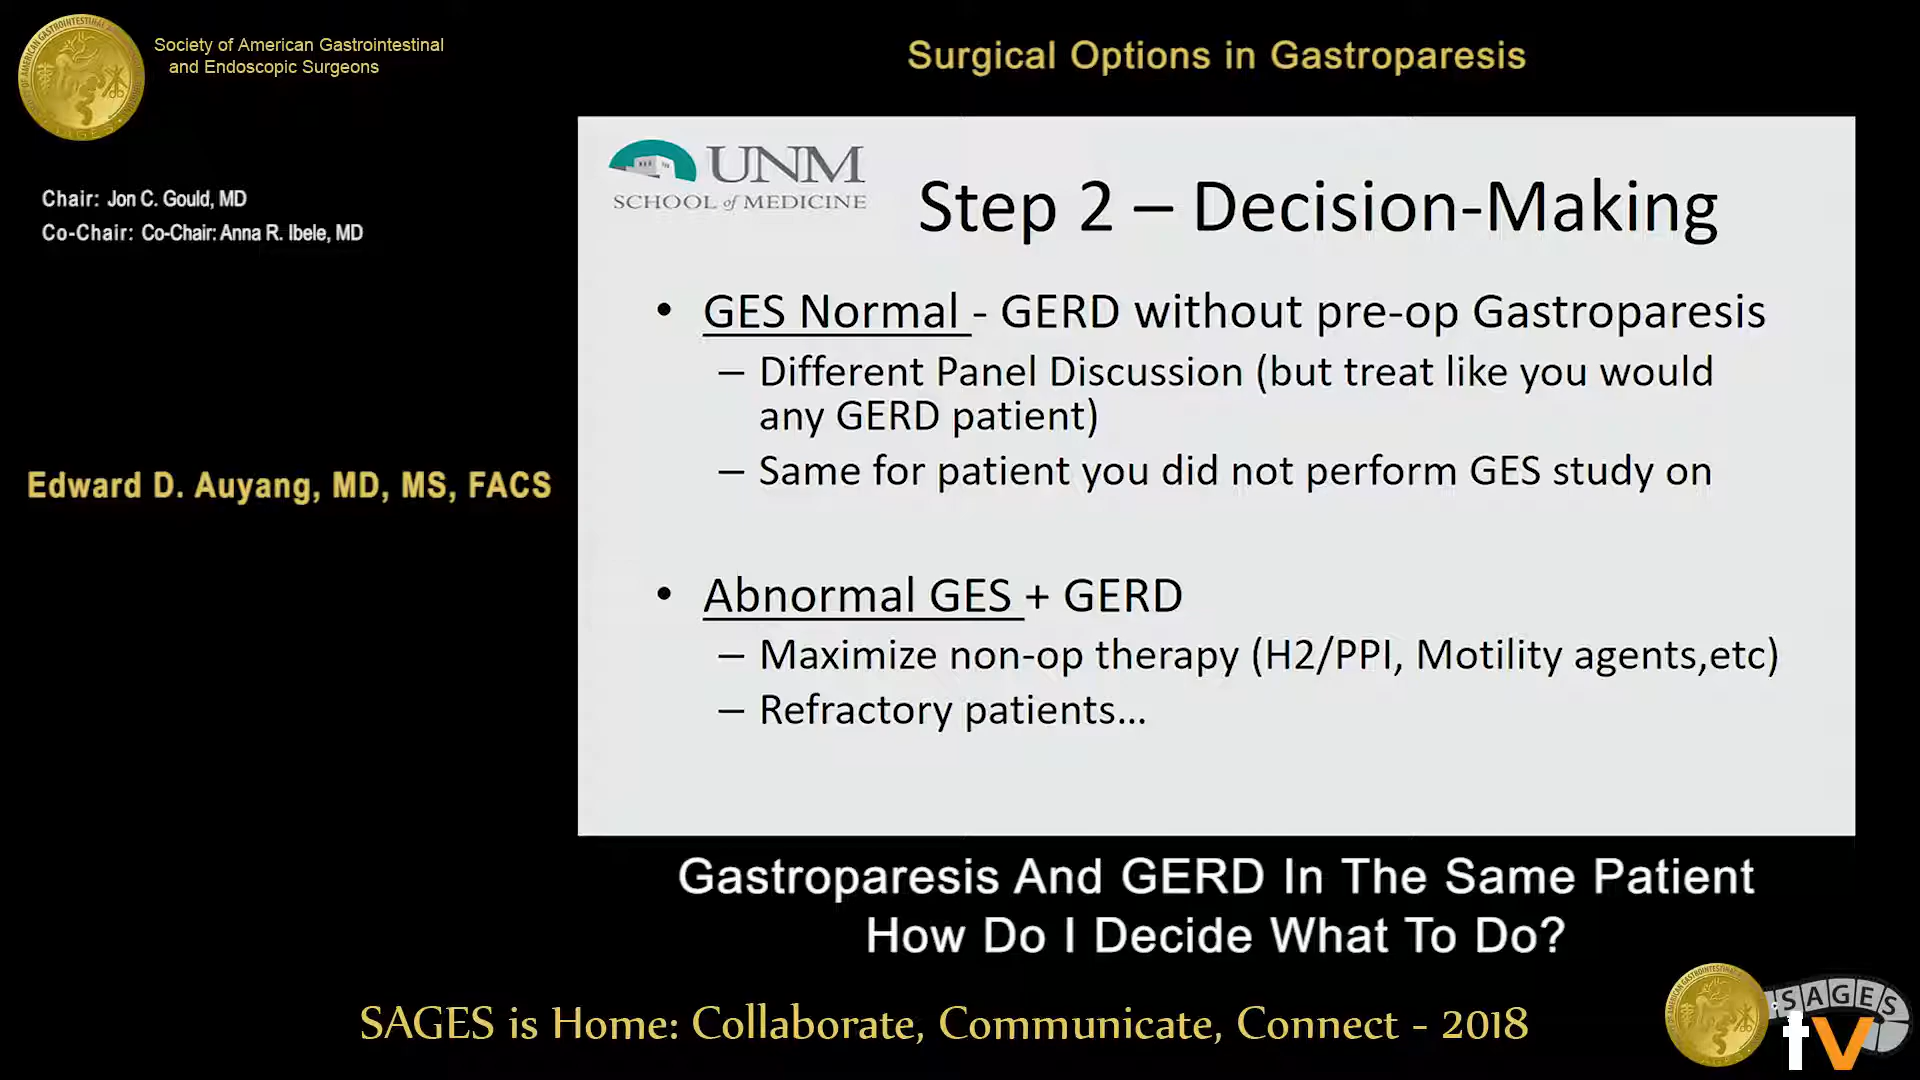 Society of American Gastrointestinal
and Endoscopic Surgeons
Surgical Options in Gastroparesis
Chair: Jon C. Gould, MD
Co-Chair: Co-Chair: Anna R. Ibele, MD
Edward D. Auyang, MD, MS, FACS
UNM
SCHOOL of MEDICINE
Step 2 – Decision-Making
• GES Normal - GERD without pre-op Gastroparesis
– Different Panel Discussion (but treat like you would
any GERD patient)
– Same for patient you did not perform GES study on
• Abnormal GES + GERD
– Maximize non-op therapy (H2/PPI, Motility agents,etc)
– Refractory patients...
Gastroparesis And GERD In The Same Patient
How Do I Decide What To Do?
SAGES is Home: Collaborate, Communicate, Connect - 2018
SAGES
tV